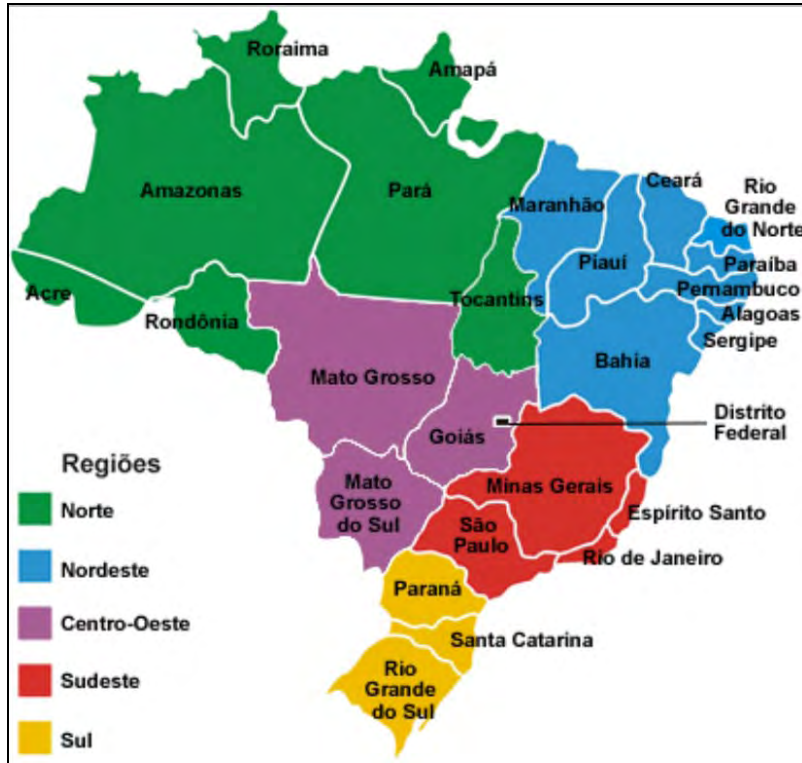 Roraima
Amapá
Amazonas
Pará
Maranhão
Ceará
Rio
Grande
do Norte
Piauí
Paraíba
Pernambuco
Acre
Rondônia
Tocantins
Alagoas
Sergipe
Bahia
Mato Grosso
Goiás
Distrito
Federal
Mato
Grosso
do Sul
Minas Gerais
Espírito Santo
São
Paulo
Rio de Janeiro
Paraná
Santa Catarina
Rio
Grande
do Sul
Regiões
Norte
Nordeste
Centro-Oeste
Sudeste
Sul